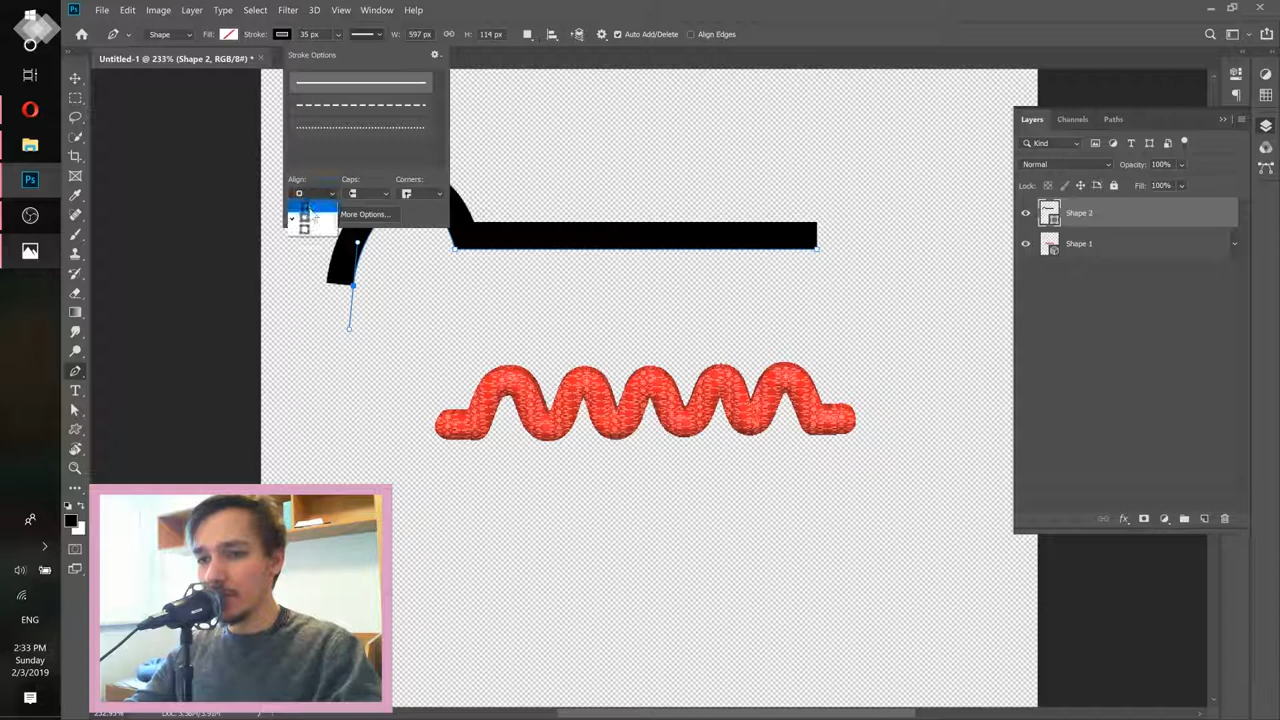 File Edit Image Layer Type Select Filter 3D View Window Help
Shape Fill: Stroke: 35 px W: 597 px H: 114 px Auto Add/Delete Align Edges
Untitled-1 @ 233% (Shape 2, RGB/8#) *
Stroke Options
Align: Caps: Corners:
More Options...
Layers Channels Paths
Kind
Normal Opacity: 100%
Lock: Fill: 100%
Shape 2
Shape 1
fx
Ps
Ps
T
ENG
2:33 PM
Sunday
2/3/2019